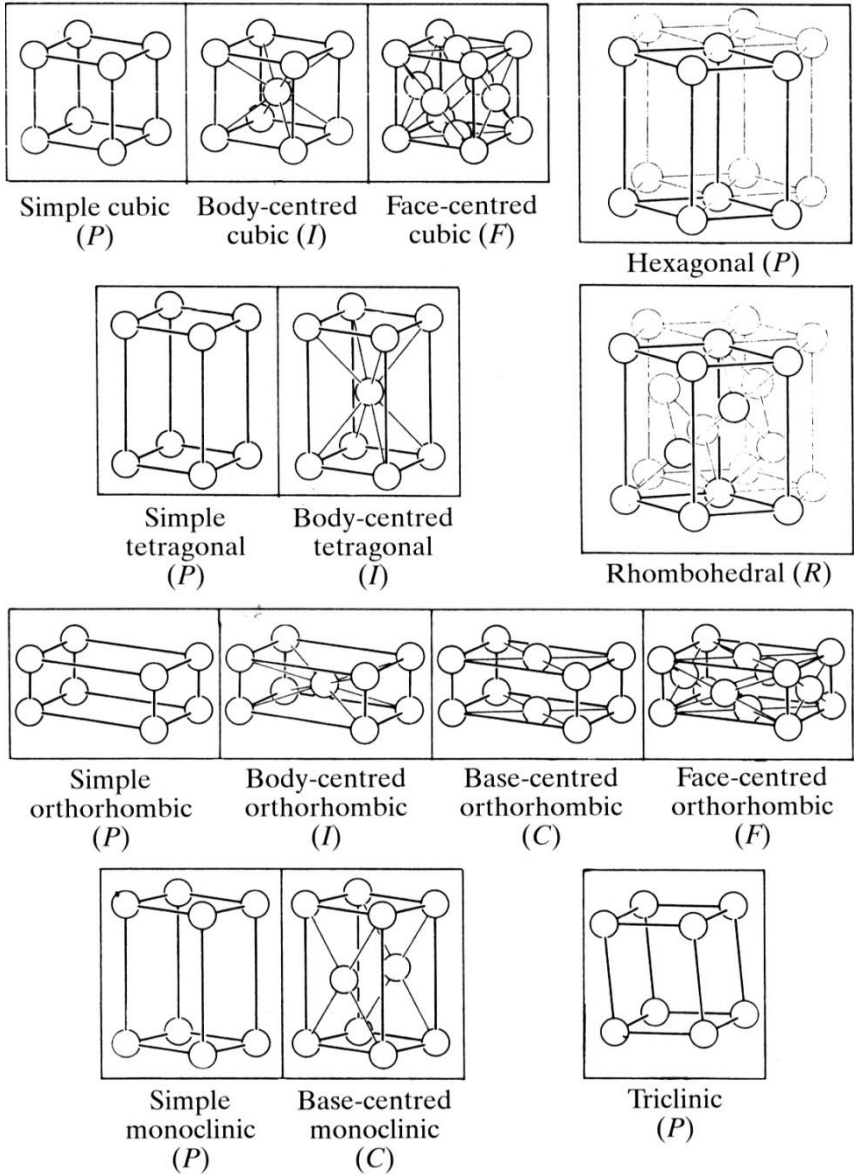 Simple cubic
(P)
Body-centred
cubic (I)
Face-centred
cubic (F)
Hexagonal (P)
Simple
tetragonal
(P)
Body-centred
tetragonal
(I)
Rhombohedral (R)
Simple
orthorhombic
(P)
Body-centred
orthorhombic
(I)
Base-centred
orthorhombic
(C)
Face-centred
orthorhombic
(F)
Simple
monoclinic
(P)
Base-centred
monoclinic
(C)
Triclinic
(P)